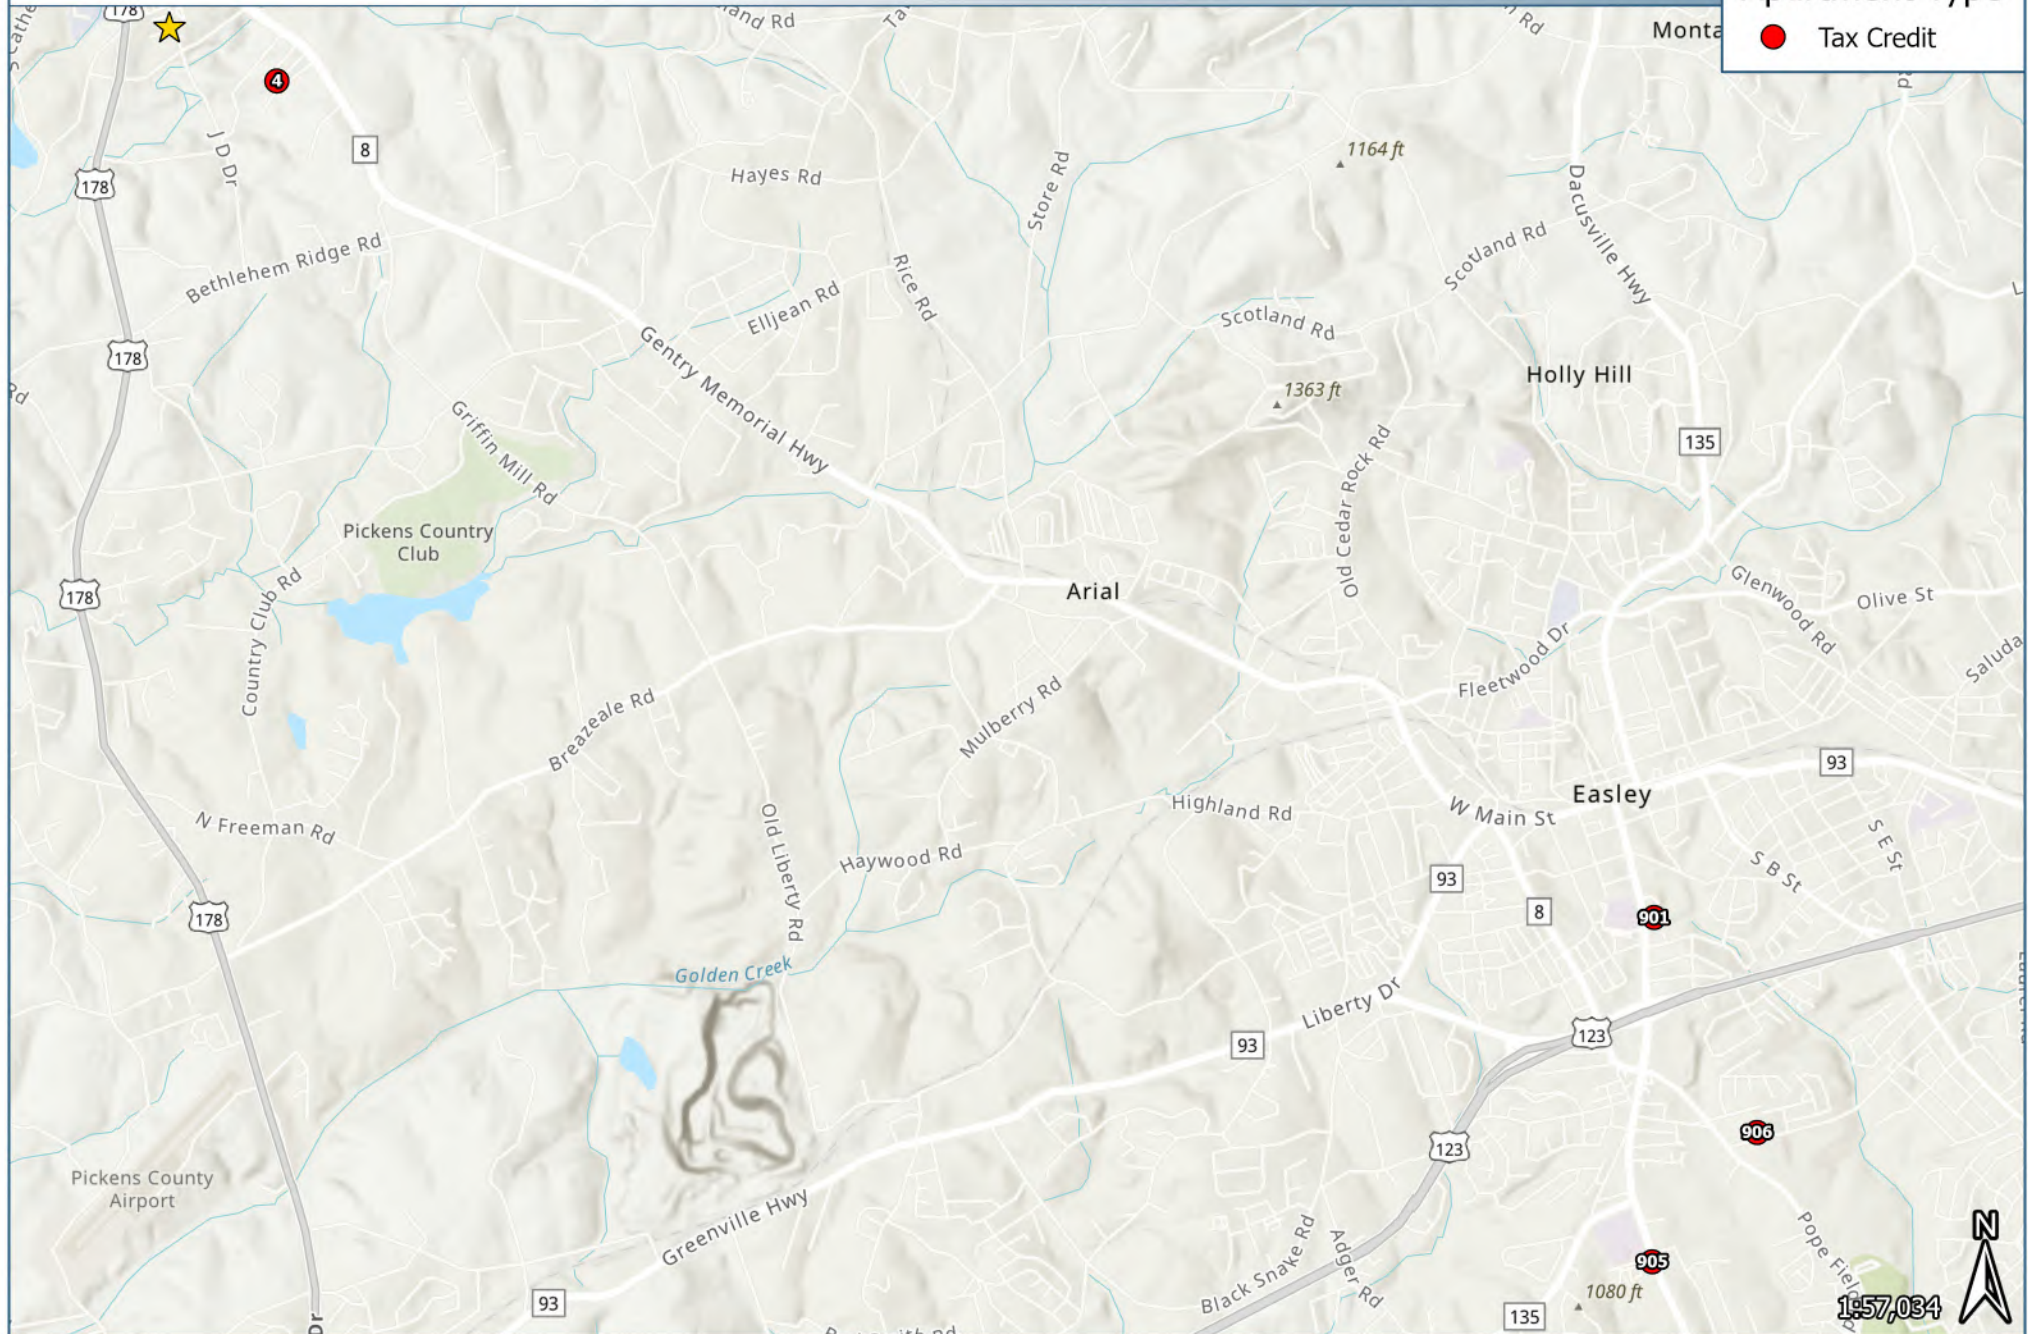 178
Tax Credit
4
8
J D Dr
178
Hayes Rd
Store Rd
1164 ft
Dacusville Hwy
Scotland Rd
Bethlehem Ridge Rd
Rice Rd
Elljean Rd
Scotland Rd
178
Gentry Memorial Hwy
Holly Hill
1363 ft
Rd
Griffin Mill Rd
Old Cedar Rock Rd
135
Pickens Country
Club
178
Country Club Rd
Arial
Glenwood Rd
Olive St
Fleetwood Dr
Saluda
Breazeale Rd
Mulberry Rd
93
Easley
Highland Rd
W Main St
N Freeman Rd
Old Liberty Rd
Haywood Rd
S B St
S E St
93
8
901
178
Golden Creek
Liberty Dr
93
123
906
123
Pickens County
Airport
Greenville Hwy
Black Snake Rd
Adger Rd
905
Pope Field
N
1080 ft
93
135
1:57,034